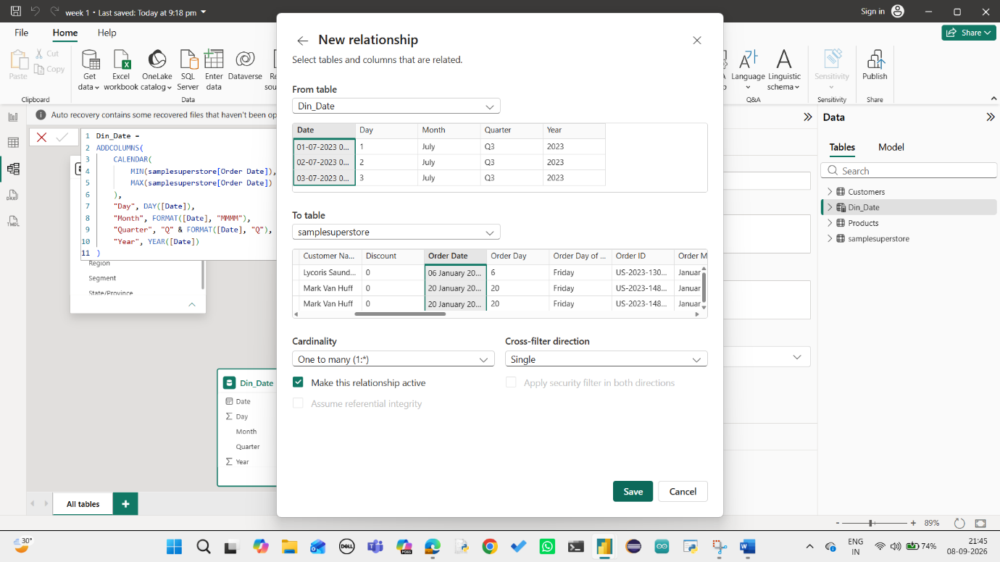 week 1 • Last saved: Today at 9:18 pm
Sign in
File
Home
Help
Share
Paste
Cut
Copy
Clipboard
Get data
Excel workbook
OneLake catalog
SQL Server
Enter data
Dataverse
Data
Language
Linguistic schema
Q&A
Sensitivity
Sensitivity
Publish
Share
Auto recovery contains some recovered files that haven't been op
1 Din_Date =
2 ADDCOLUMNS(
3 CALENDAR(
4 MIN(samplesuperstore[Order Date]),
5 MAX(samplesuperstore[Order Date])
6 ),
7 "Day", DAY([Date]),
8 "Month", FORMAT([Date], "MMMM"),
9 "Quarter", "Q" & FORMAT([Date], "Q"),
10 "Year", YEAR([Date])
11 )
Region
Segment
State/Province
Din_Date
Date
Day
Month
Quarter
Year
All tables
New relationship
Select tables and columns that are related.
From table
Din_Date
Date Day Month Quarter Year
01-07-2023 0... 1 July Q3 2023
02-07-2023 0... 2 July Q3 2023
03-07-2023 0... 3 July Q3 2023
To table
samplesuperstore
Customer Na... Discount Order Date Order Day Order Day of ... Order ID Order M
Lycoris Saund... 0 06 January 20... 6 Friday US-2023-130... Januar
Mark Van Huff 0 20 January 20... 20 Friday US-2023-148... Januar
Mark Van Huff 0 20 January 20... 20 Friday US-2023-148... Januar
Cardinality
One to many (1:*)
Cross-filter direction
Single
Make this relationship active
Apply security filter in both directions
Assume referential integrity
Save
Cancel
Data
Tables
Model
Search
Customers
Din_Date
Products
samplesuperstore
- + 89%
30°
DELL
ENG
IN
74%
21:45
08-09-2026